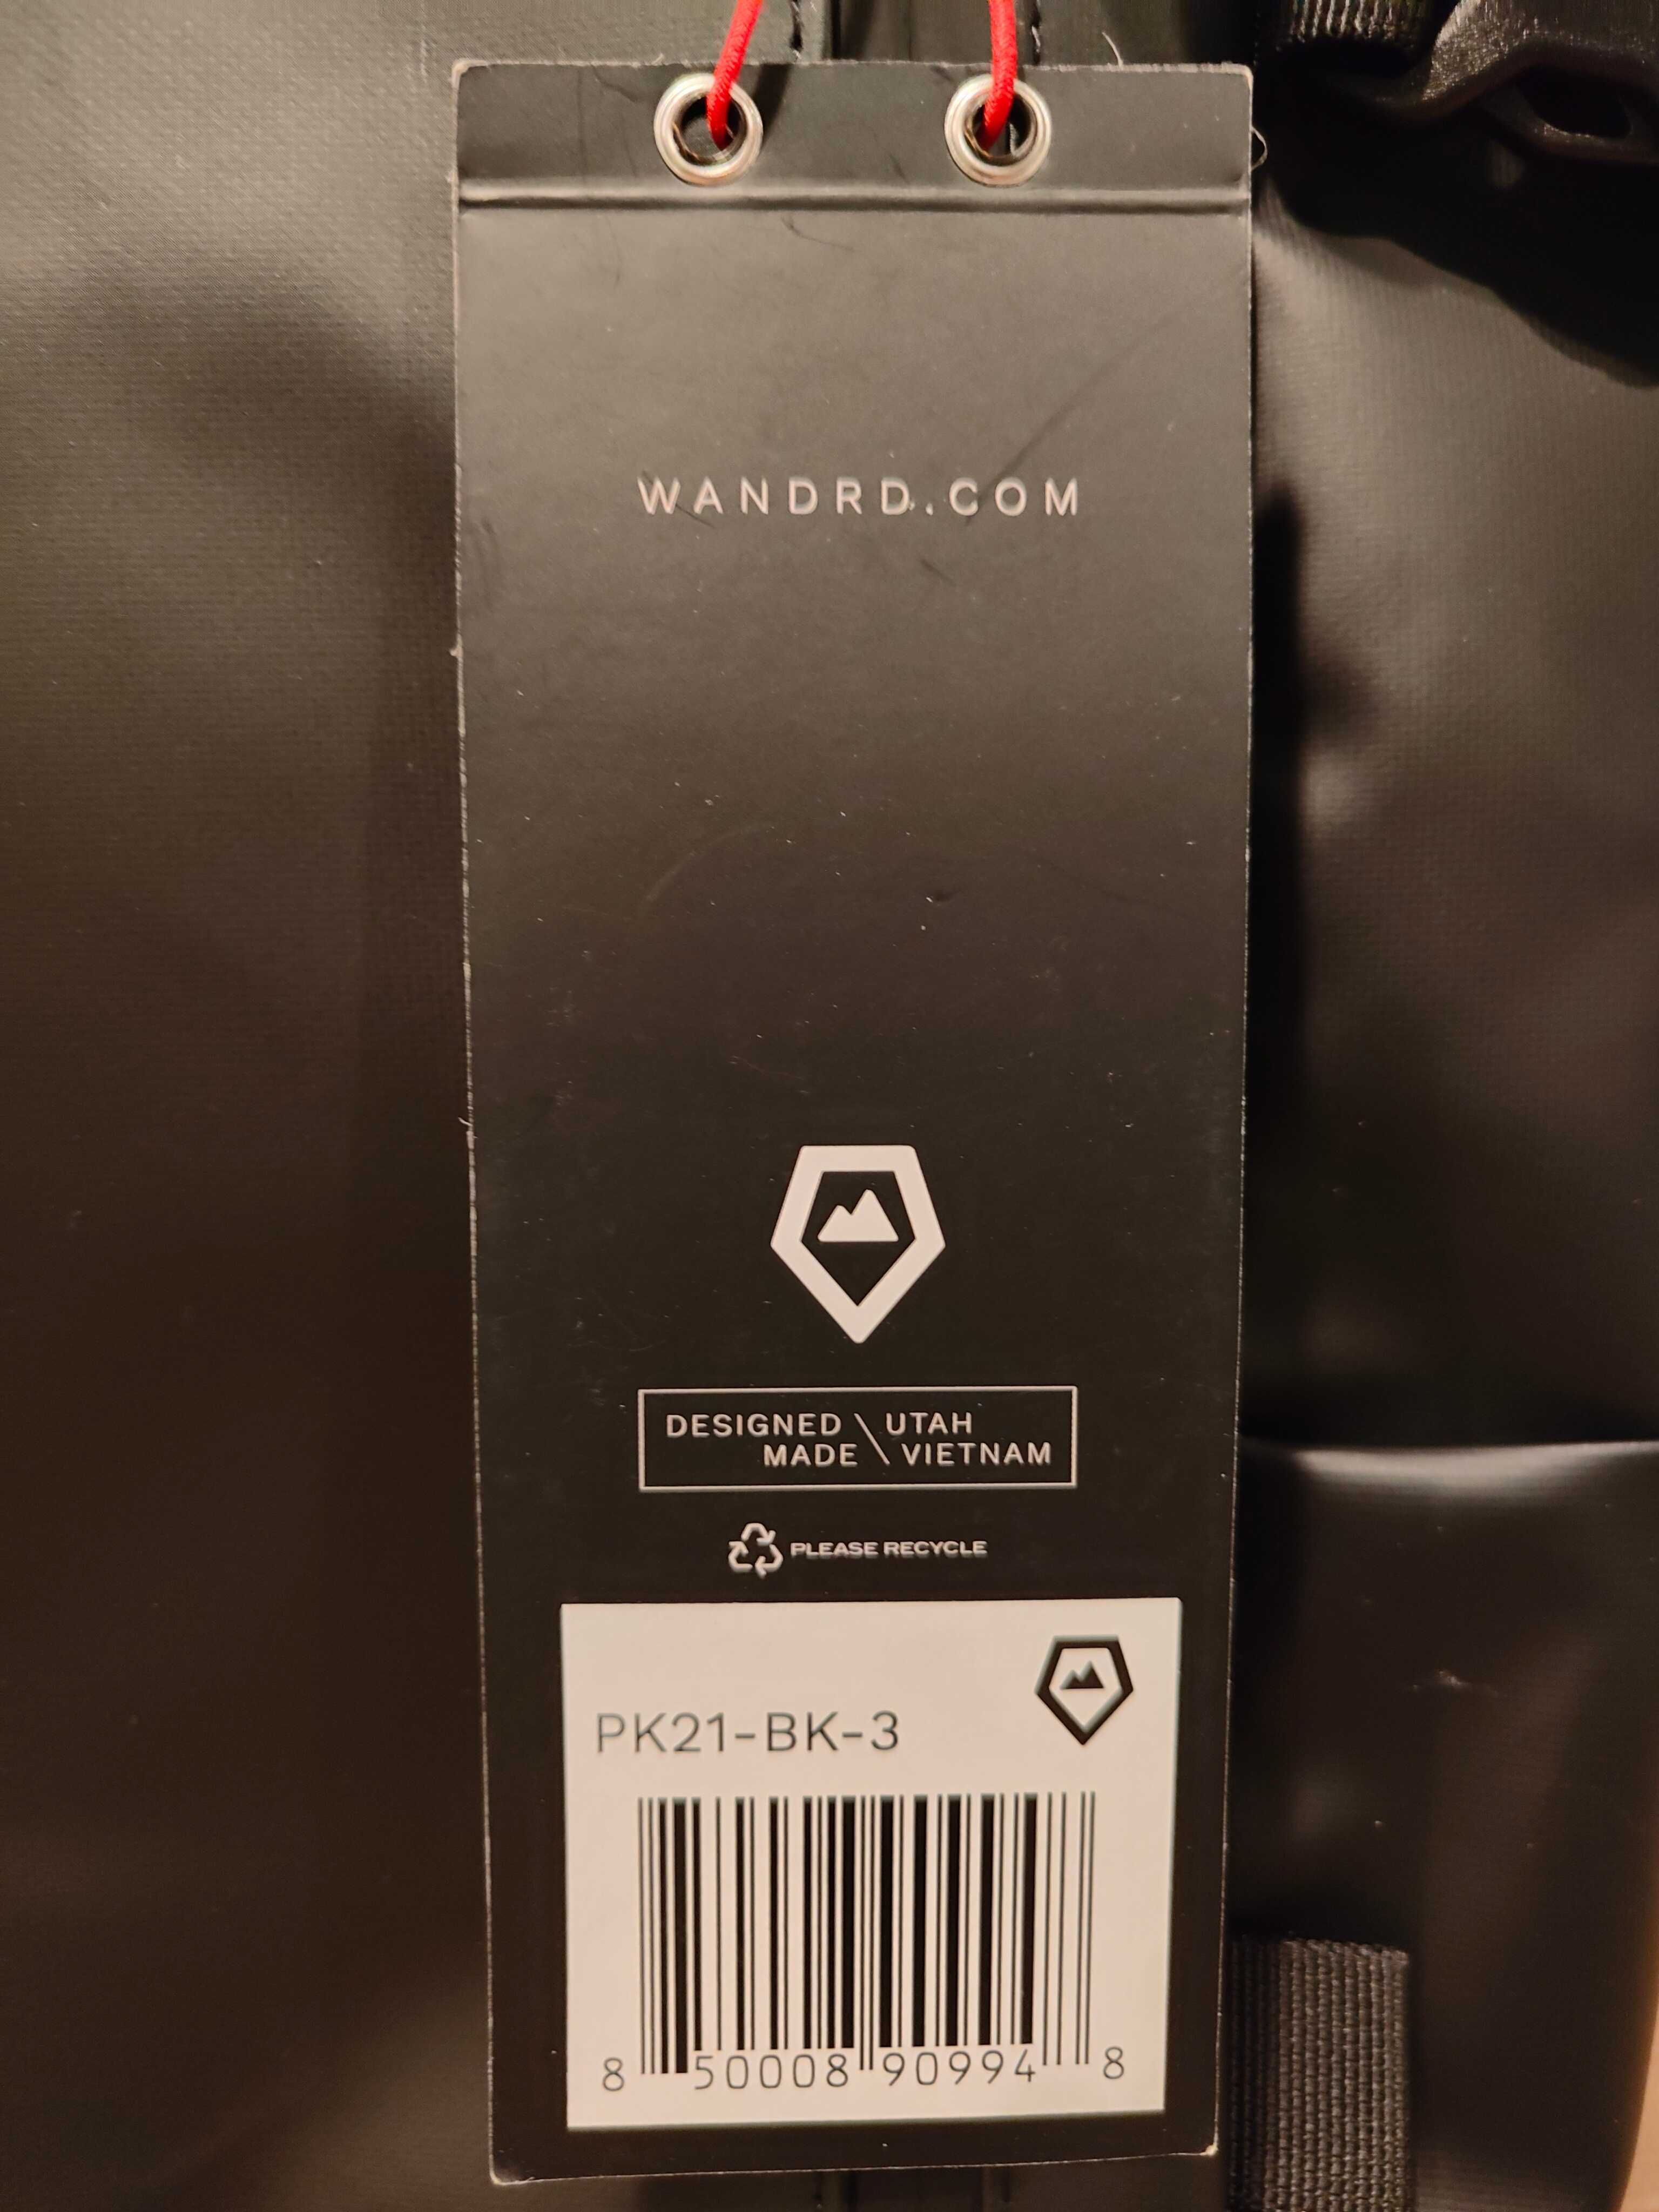 WANDRD.COM
DESIGNED \ UTAH
MADE \ VIETNAM
PLEASE RECYCLE
PK21-BK-3
8 50008 90994 8